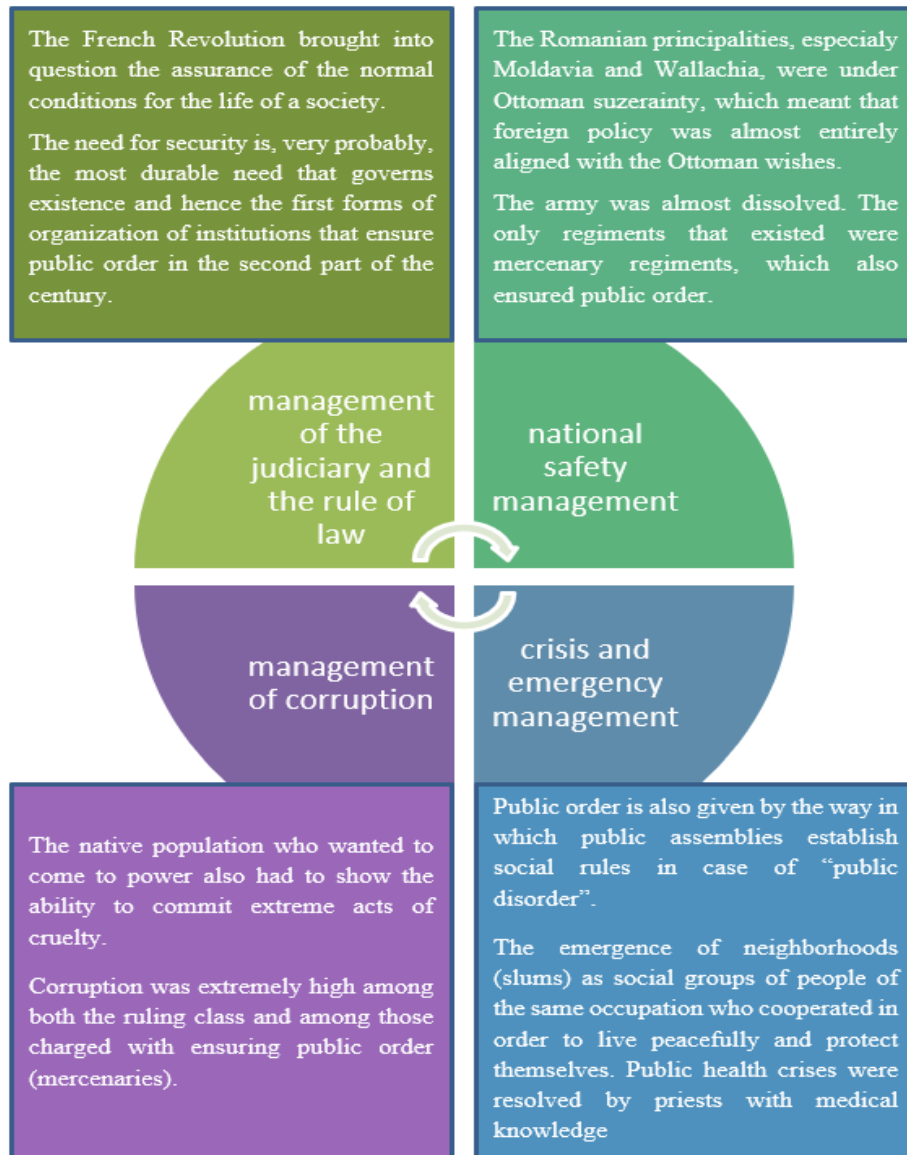 The French Revolution brought into
question the assurance of the normal
conditions for the life of a society.
The need for security is, very probably,
the most durable need that governs
existence and hence the first forms of
organization of institutions that ensure
public order in the second part of the
century.
The Romanian principalities, especialy
Moldavia and Wallachia, were under
Ottoman suzerainty, which meant that
foreign policy was almost entirely
aligned with the Ottoman wishes.
The army was almost dissolved. The
only regiments that existed were
mercenary regiments, which also
ensured public order.
management
of the
judiciary and
the rule of
law
national
safety
management
management
of corruption
crisis and
emergency
management
The native population who wanted to
come to power also had to show the
ability to commit extreme acts of
cruelty.
Corruption was extremely high among
both the ruling class and among those
charged with ensuring public order
(mercenaries).
Public order is also given by the way in
which public assemblies establish
social rules in case of “public
disorder”.
The emergence of neighborhoods
(slums) as social groups of people of
the same occupation who cooperated in
order to live peacefully and protect
themselves. Public health crises were
resolved by priests with medical
knowledge